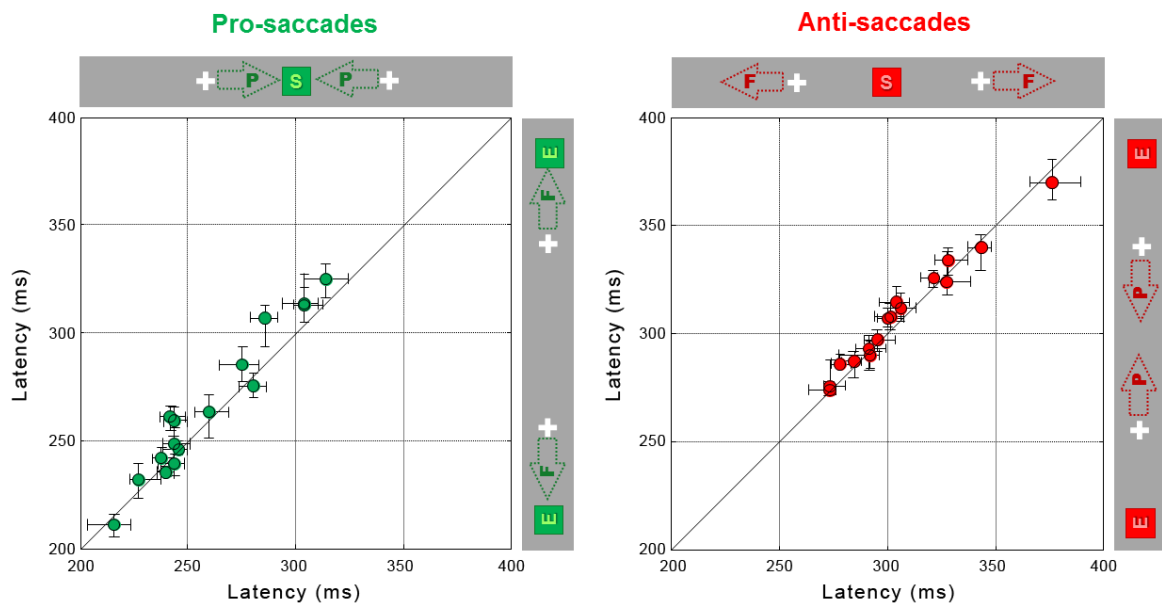 Pro-saccades
P S P
400
350
300
250
200
Latency (ms)
200 250 300 350 400
Latency (ms)
E
F
F
E
Anti-saccades
F S F
400
350
300
250
200
Latency (ms)
200 250 300 350 400
Latency (ms)
E
P
P
E